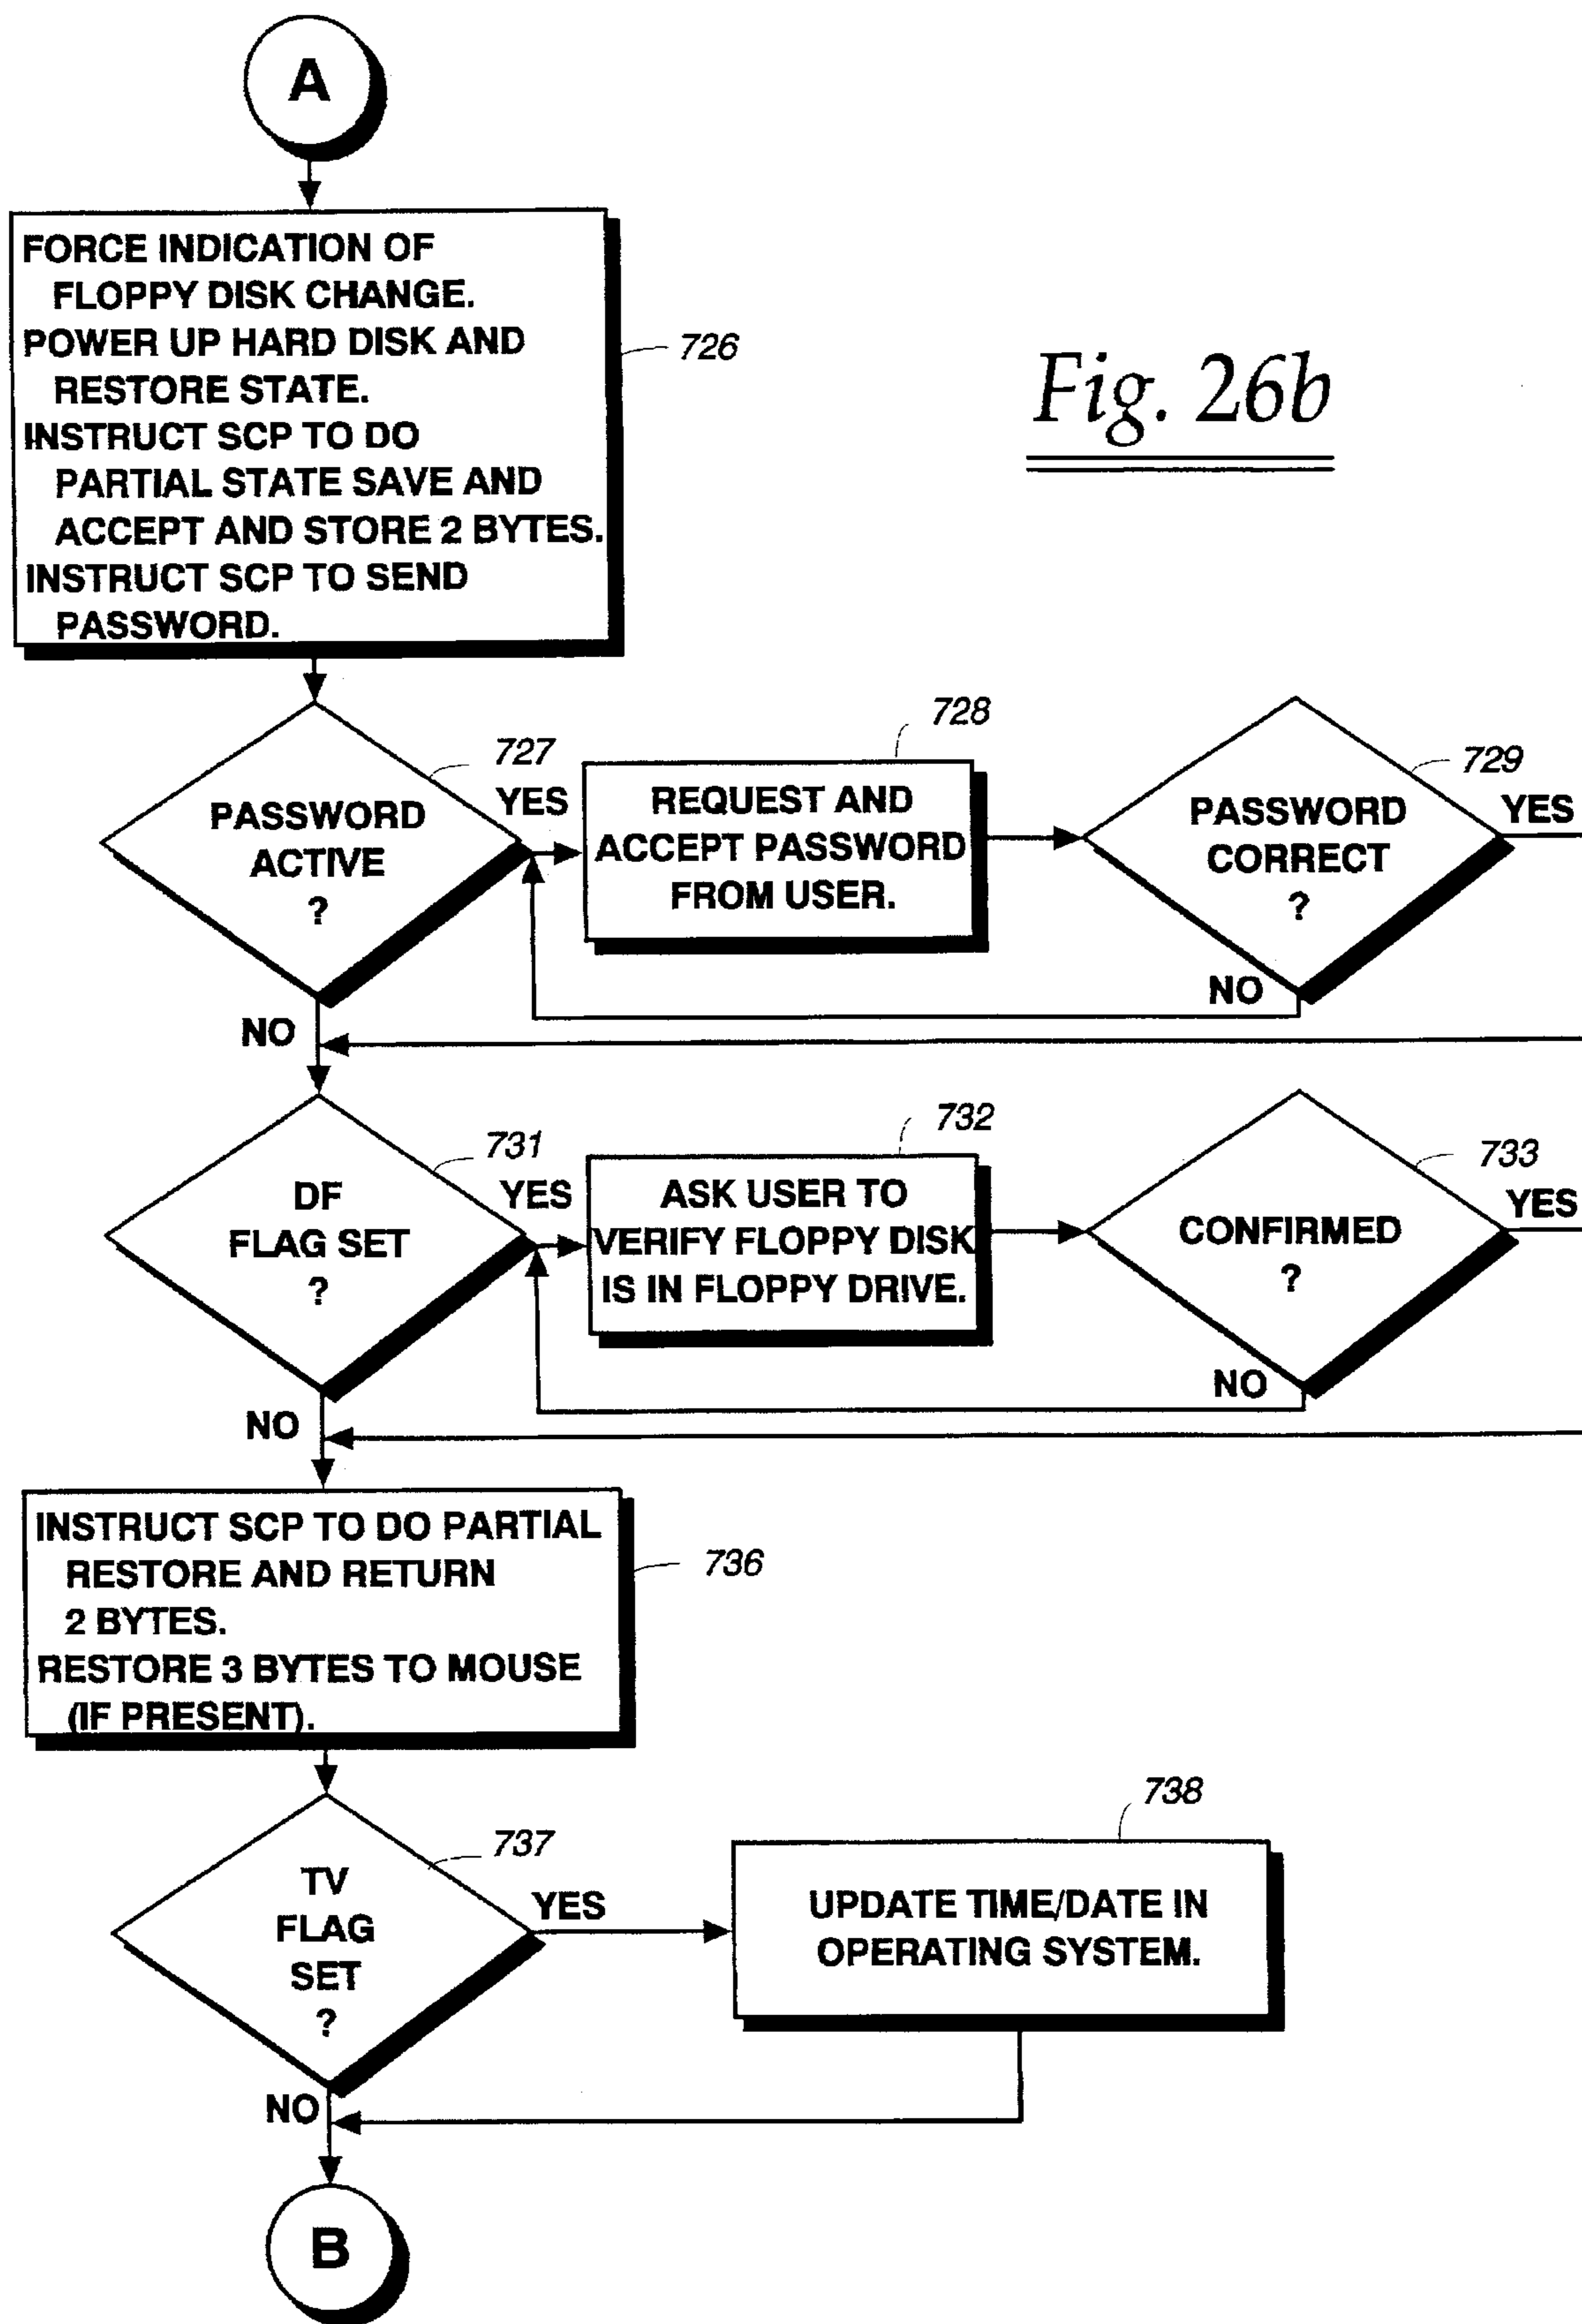 A
FORCE INDICATION OF
FLOPPY DISK CHANGE.
POWER UP HARD DISK AND
RESTORE STATE.
INSTRUCT SCP TO DO
PARTIAL STATE SAVE AND
ACCEPT AND STORE 2 BYTES.
INSTRUCT SCP TO SEND
PASSWORD.
726
Fig. 26b
PASSWORD
ACTIVE
?
727
YES
NO
728
REQUEST AND
ACCEPT PASSWORD
FROM USER.
729
PASSWORD
CORRECT
?
YES
NO
DF
FLAG SET
?
731
YES
NO
732
ASK USER TO
VERIFY FLOPPY DISK
IS IN FLOPPY DRIVE.
733
CONFIRMED
?
YES
NO
INSTRUCT SCP TO DO PARTIAL
RESTORE AND RETURN
2 BYTES.
RESTORE 3 BYTES TO MOUSE
(IF PRESENT).
736
TV
FLAG
SET
?
737
YES
NO
738
UPDATE TIME/DATE IN
OPERATING SYSTEM.
B